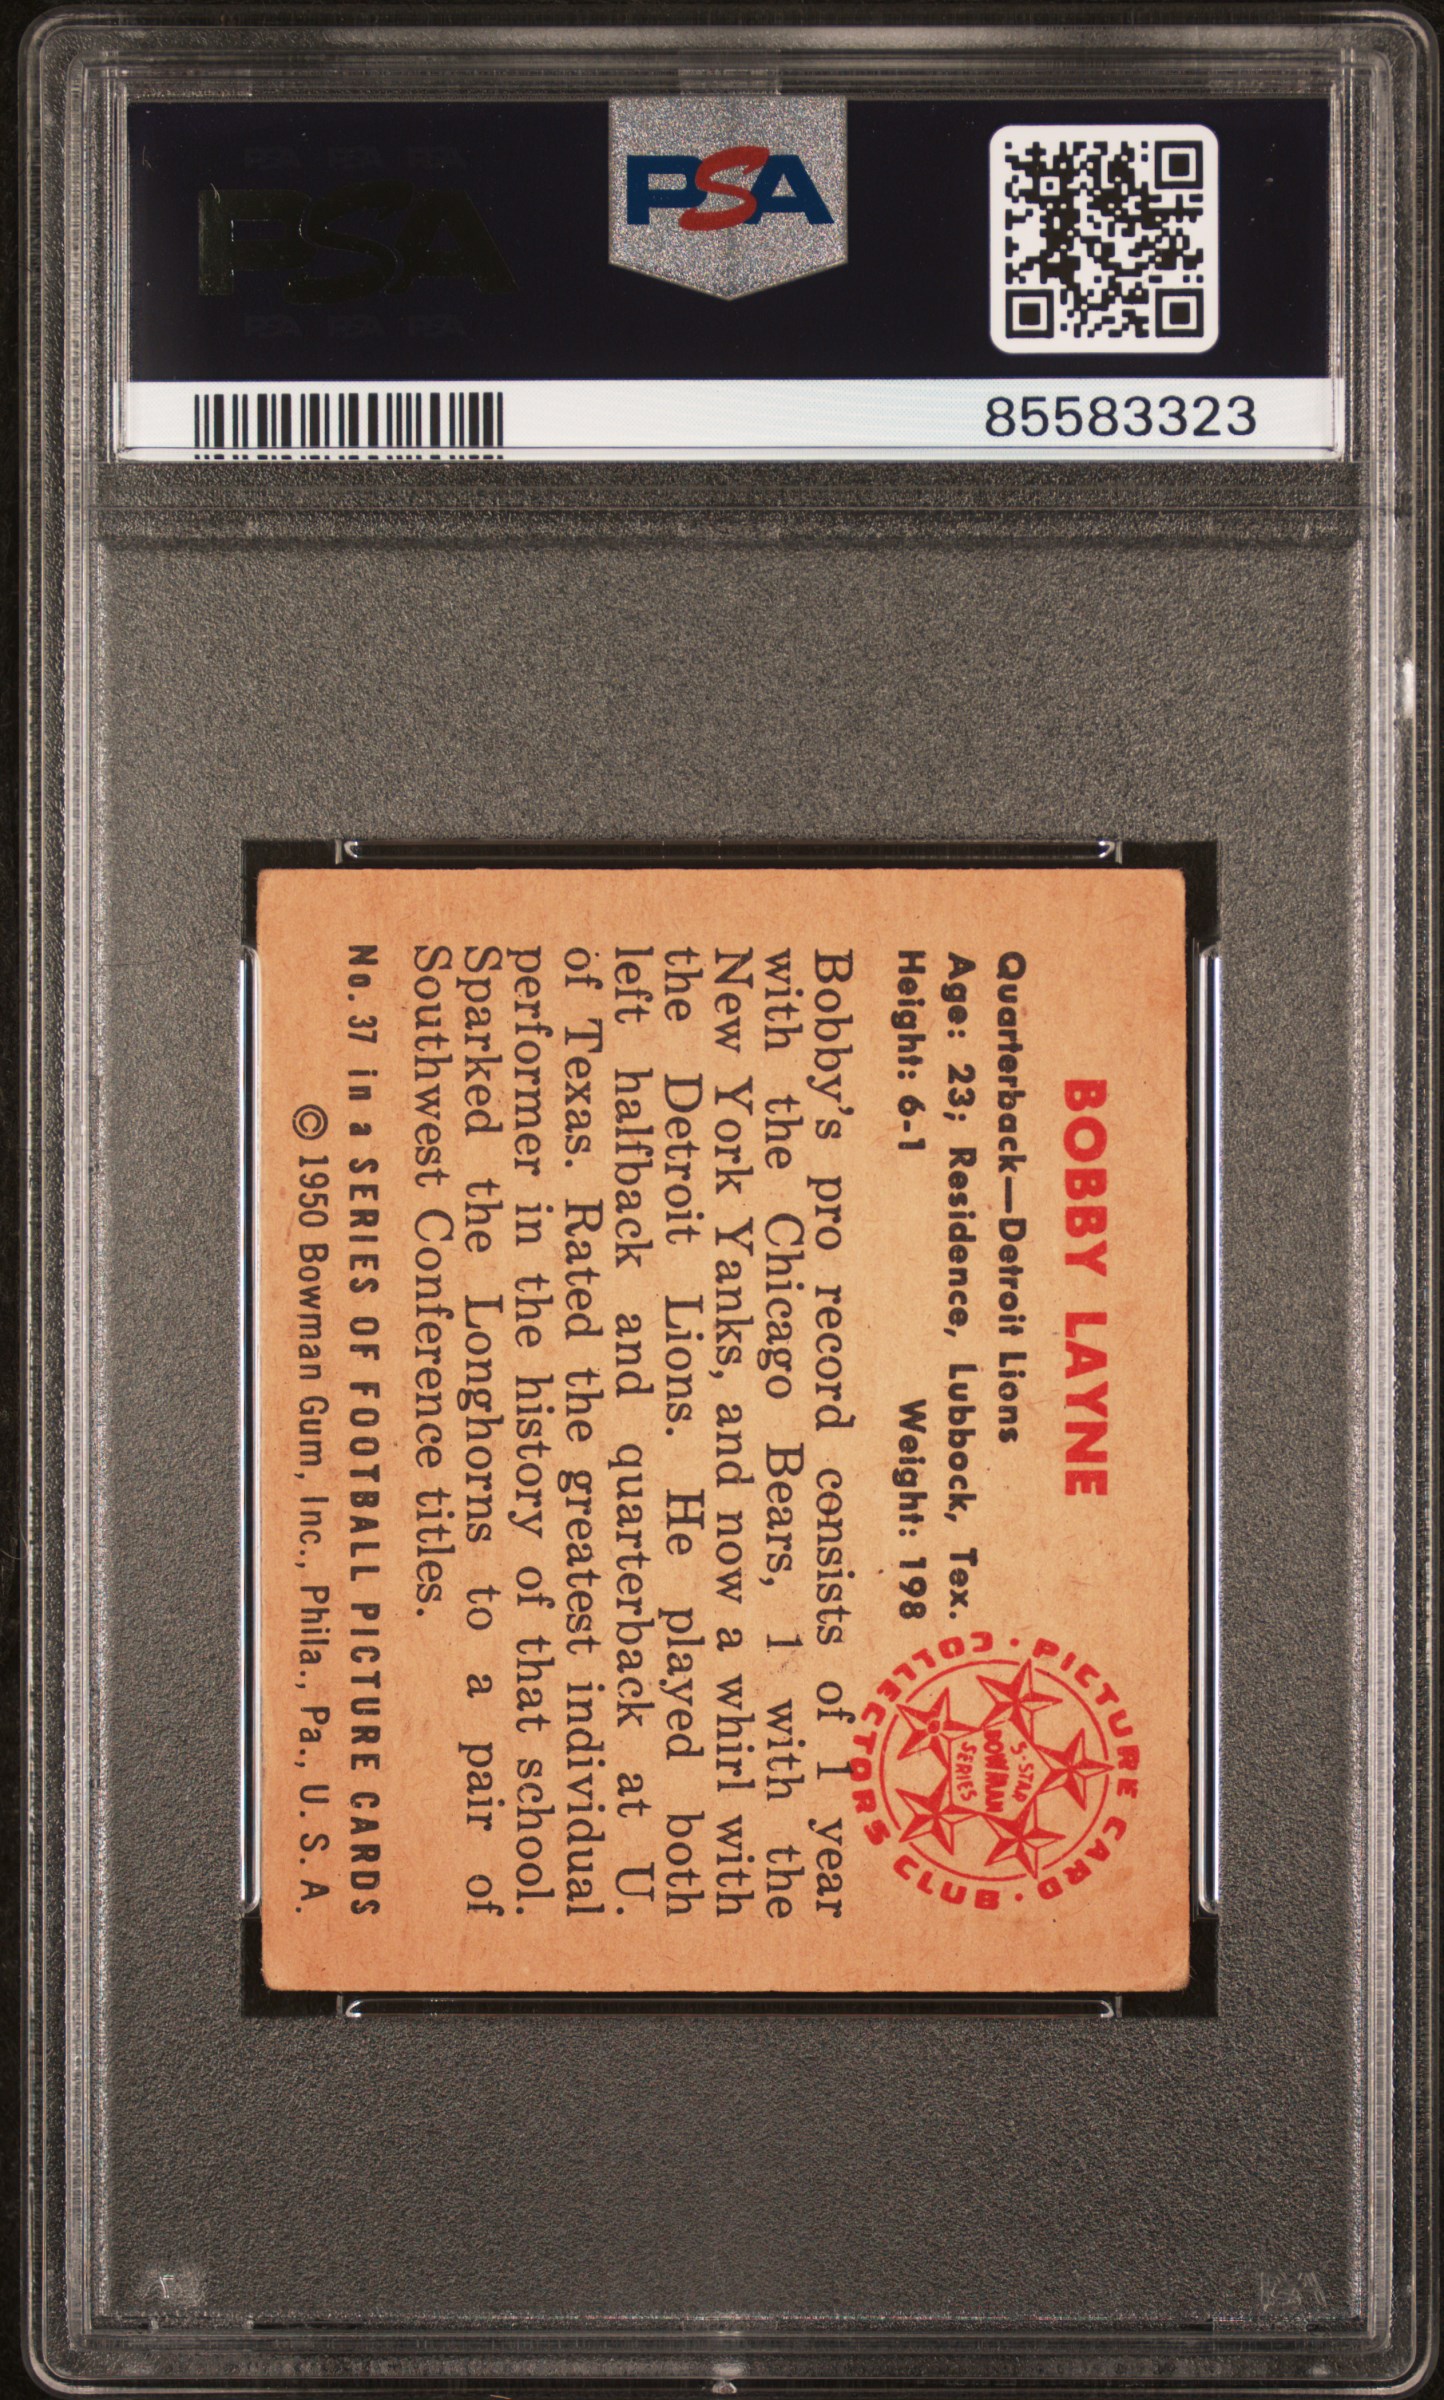 PSA
PSA
85583323
BOBBY LAYNE
Quarterback—Detroit Lions
Age: 23; Residence, Lubbock, Tex.
Height: 6-1 Weight: 198
PICTURE CARD · COLLECTORS CLUB ·
5-STAR
BOWMAN
SERIES
Bobby's pro record consists of 1 year
with the Chicago Bears, 1 with the
New York Yanks, and now a whirl with
the Detroit Lions. He played both
left halfback and quarterback at U.
of Texas. Rated the greatest individual
performer in the history of that school.
Sparked the Longhorns to a pair of
Southwest Conference titles.
No. 37 in a SERIES OF FOOTBALL PICTURE CARDS
© 1950 Bowman Gum, Inc., Phila., Pa., U. S. A.